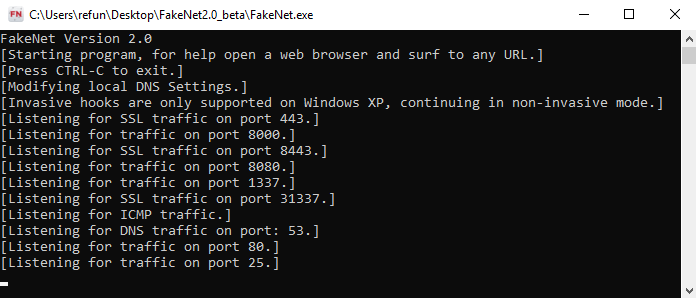 FN C:\Users\refun\Desktop\FakeNet2.0_beta\FakeNet.exe
FakeNet Version 2.0
[Starting program, for help open a web browser and surf to any URL.]
[Press CTRL-C to exit.]
[Modifying local DNS Settings.]
[Invasive hooks are only supported on Windows XP, continuing in non-invasive mode.]
[Listening for SSL traffic on port 443.]
[Listening for traffic on port 8000.]
[Listening for SSL traffic on port 8443.]
[Listening for traffic on port 8080.]
[Listening for traffic on port 1337.]
[Listening for SSL traffic on port 31337.]
[Listening for ICMP traffic.]
[Listening for DNS traffic on port: 53.]
[Listening for traffic on port 80.]
[Listening for traffic on port 25.]